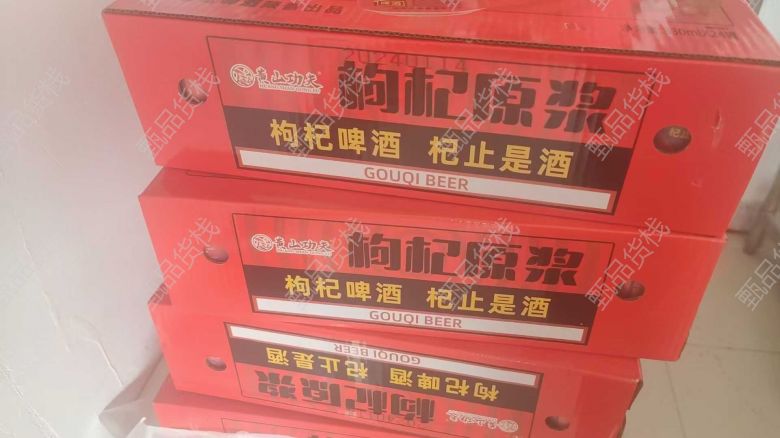 20240114
黄山功夫
枸杞原浆
枸杞啤酒 杞止是酒
GOUQI BEER
黄山功夫
枸杞原浆
枸杞啤酒 杞止是酒
GOUQI BEER
GOUQI BEER
枸杞啤酒 杞止是酒
枸杞原浆
甄品货栈